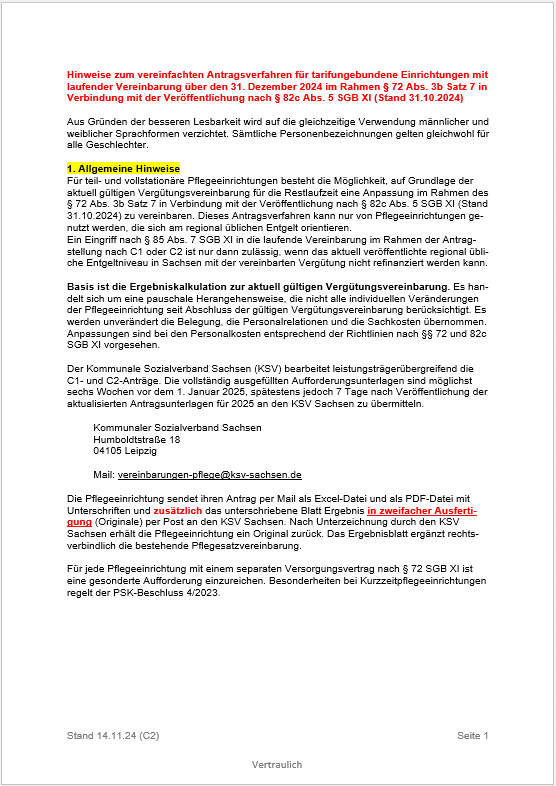 Hinweise zum vereinfachten Antragsverfahren für tarifungebundene Einrichtungen mit
laufender Vereinbarung über den 31. Dezember 2024 im Rahmen § 72 Abs. 3b Satz 7 in
Verbindung mit der Veröffentlichung nach § 82c Abs. 5 SGB XI (Stand 31.10.2024)
Aus Gründen der besseren Lesbarkeit wird auf die gleichzeitige Verwendung männlicher und
weiblicher Sprachformen verzichtet. Sämtliche Personenbezeichnungen gelten gleichwohl für
alle Geschlechter.
1. Allgemeine Hinweise
Für teil- und vollstationäre Pflegeeinrichtungen besteht die Möglichkeit, auf Grundlage der
aktuell gültigen Vergütungsvereinbarung für die Restlaufzeit eine Anpassung im Rahmen des
§ 72 Abs. 3b Satz 7 in Verbindung mit der Veröffentlichung nach § 82c Abs. 5 SGB XI (Stand
31.10.2024) zu vereinbaren. Dieses Antragsverfahren kann nur von Pflegeeinrichtungen ge-
nutzt werden, die sich am regional üblichen Entgelt orientieren.
Ein Eingriff nach § 85 Abs. 7 SGB XI in die laufende Vereinbarung im Rahmen der Antrag-
stellung nach C1 oder C2 ist nur dann zulässig, wenn das aktuell veröffentlichte regional übli-
che Entgeltniveau in Sachsen mit der vereinbarten Vergütung nicht refinanziert werden kann.
Basis ist die Ergebniskalkulation zur aktuell gültigen Vergütungsvereinbarung. Es han-
delt sich um eine pauschale Herangehensweise, die nicht alle individuellen Veränderungen
der Pflegeeinrichtung seit Abschluss der gültigen Vergütungsvereinbarung berücksichtigt. Es
werden unverändert die Belegung, die Personalrelationen und die Sachkosten übernommen.
Anpassungen sind bei den Personalkosten entsprechend der Richtlinien nach §§ 72 und 82c
SGB XI vorgesehen.
Der Kommunale Sozialverband Sachsen (KSV) bearbeitet leistungsträgerübergreifend die
C1- und C2-Anträge. Die vollständig ausgefüllten Aufforderungsunterlagen sind möglichst
sechs Wochen vor dem 1. Januar 2025, spätestens jedoch 7 Tage nach Veröffentlichung der
aktualisierten Antragsunterlagen für 2025 an den KSV Sachsen zu übermitteln.
Kommunaler Sozialverband Sachsen
Humboldtstraße 18
04105 Leipzig
Mail: vereinbarungen-pflege@ksv-sachsen.de
Die Pflegeeinrichtung sendet ihren Antrag per Mail als Excel-Datei und als PDF-Datei mit
Unterschriften und zusätzlich das unterschriebene Blatt Ergebnis in zweifacher Ausferti-
gung (Originale) per Post an den KSV Sachsen. Nach Unterzeichnung durch den KSV
Sachsen erhält die Pflegeeinrichtung ein Original zurück. Das Ergebnisblatt ergänzt rechts-
verbindlich die bestehende Pflegesatzvereinbarung.
Für jede Pflegeeinrichtung mit einem separaten Versorgungsvertrag nach § 72 SGB XI ist
eine gesonderte Aufforderung einzureichen. Besonderheiten bei Kurzzeitpflegeeinrichtungen
regelt der PSK-Beschluss 4/2023.
Stand 14.11.24 (C2) Seite 1
Vertraulich